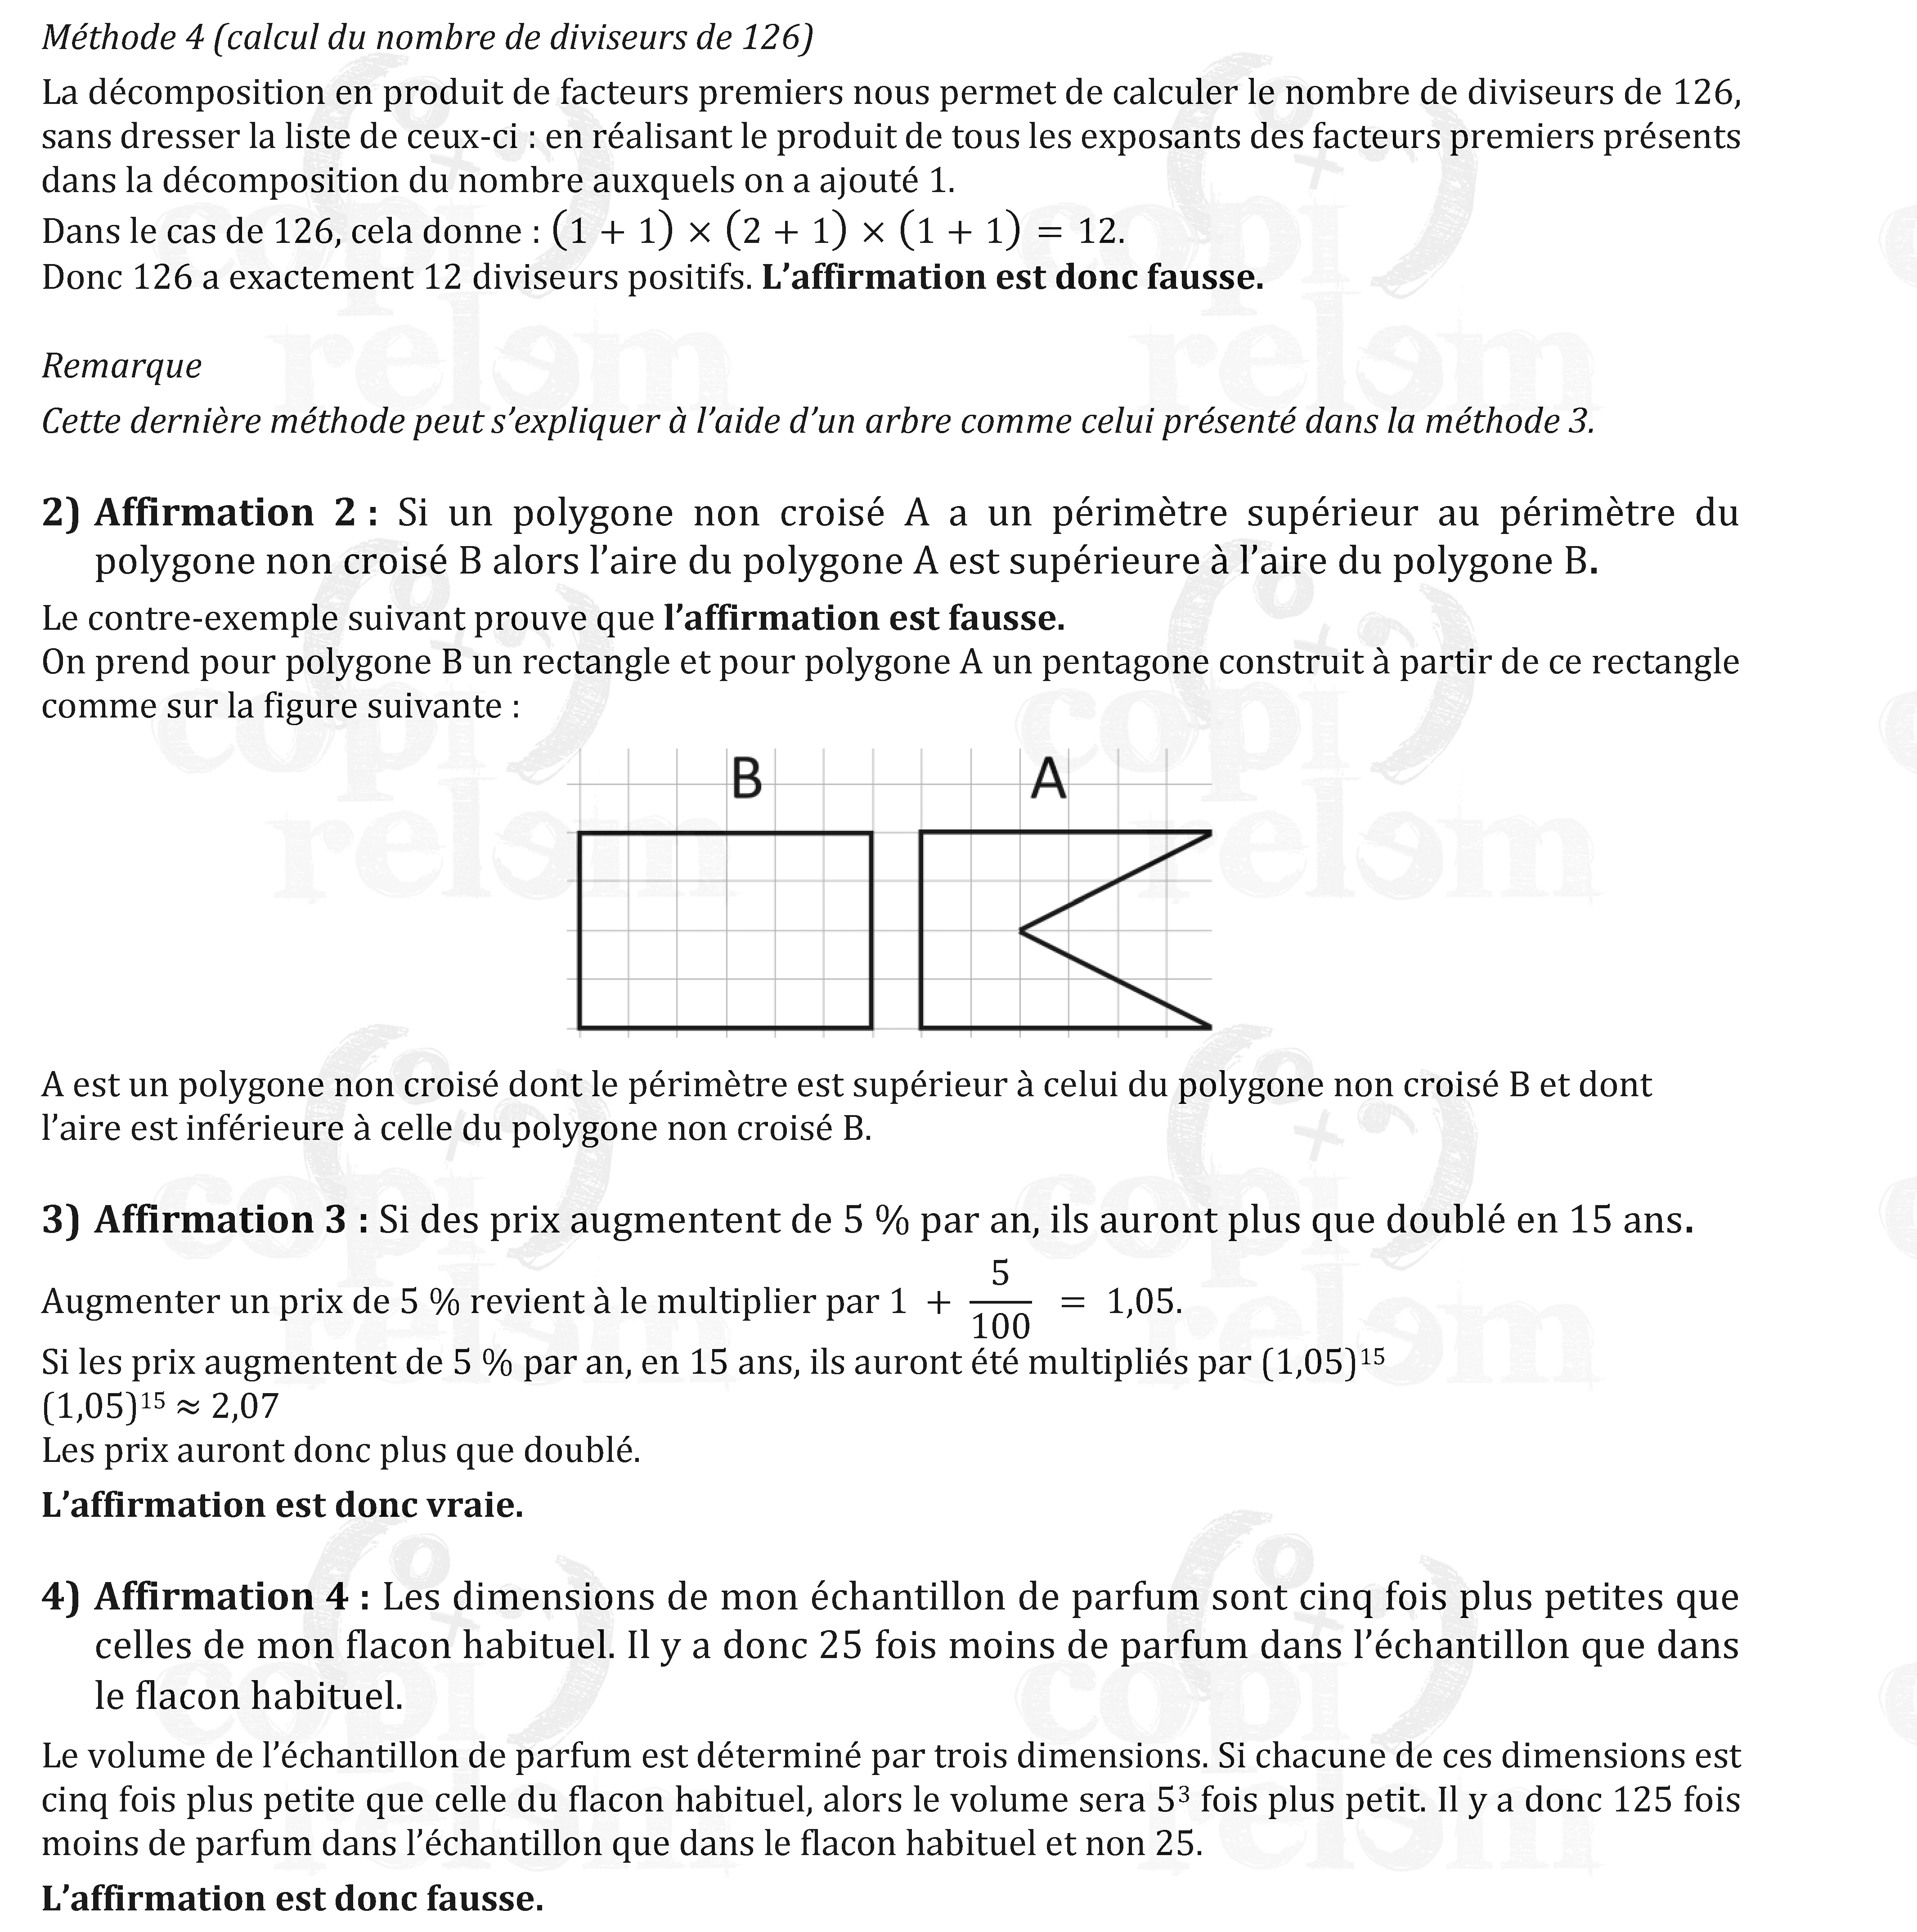 Méthode 4 (calcul du nombre de diviseurs de 126)
La décomposition en produit de facteurs premiers nous permet de calculer le nombre de diviseurs de 126,
sans dresser la liste de ceux-ci : en réalisant le produit de tous les exposants des facteurs premiers présents
dans la décomposition du nombre auxquels on a ajouté 1.
Dans le cas de 126, cela donne : (1 + 1) × (2 + 1) × (1 + 1) = 12.
Donc 126 a exactement 12 diviseurs positifs. L’affirmation est donc fausse.
Remarque
Cette dernière méthode peut s’expliquer à l’aide d’un arbre comme celui présenté dans la méthode 3.
2) Affirmation 2 : Si un polygone non croisé A a un périmètre supérieur au périmètre du
polygone non croisé B alors l’aire du polygone A est supérieure à l’aire du polygone B.
Le contre-exemple suivant prouve que l’affirmation est fausse.
On prend pour polygone B un rectangle et pour polygone A un pentagone construit à partir de ce rectangle
comme sur la figure suivante :
B A
A est un polygone non croisé dont le périmètre est supérieur à celui du polygone non croisé B et dont
l’aire est inférieure à celle du polygone non croisé B.
3) Affirmation 3 : Si des prix augmentent de 5 % par an, ils auront plus que doublé en 15 ans.
Augmenter un prix de 5 % revient à le multiplier par 1 + 5/100 = 1,05.
Si les prix augmentent de 5 % par an, en 15 ans, ils auront été multipliés par (1,05)¹⁵
(1,05)¹⁵ ≈ 2,07
Les prix auront donc plus que doublé.
L’affirmation est donc vraie.
4) Affirmation 4 : Les dimensions de mon échantillon de parfum sont cinq fois plus petites que
celles de mon flacon habituel. Il y a donc 25 fois moins de parfum dans l’échantillon que dans
le flacon habituel.
Le volume de l’échantillon de parfum est déterminé par trois dimensions. Si chacune de ces dimensions est
cinq fois plus petite que celle du flacon habituel, alors le volume sera 5³ fois plus petit. Il y a donc 125 fois
moins de parfum dans l’échantillon que dans le flacon habituel et non 25.
L’affirmation est donc fausse.